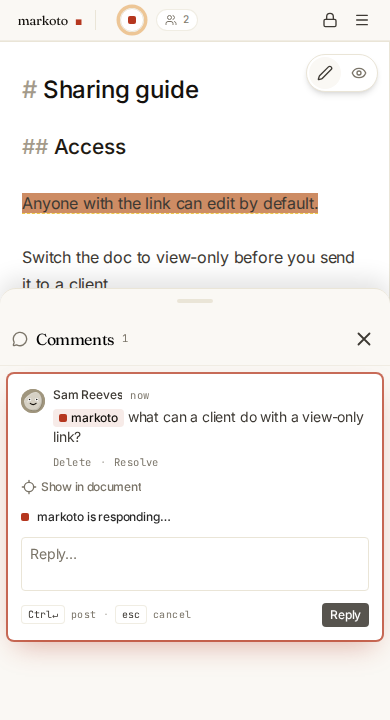 markoto
2
# Sharing guide
## Access
Anyone with the link can edit by default.
Switch the doc to view-only before you send
it to a client
Comments 1
Sam Reeves now
markoto what can a client do with a view-only
link?
Delete · Resolve
Show in document
markoto is responding...
Reply...
Ctrl↵ post · esc cancel
Reply